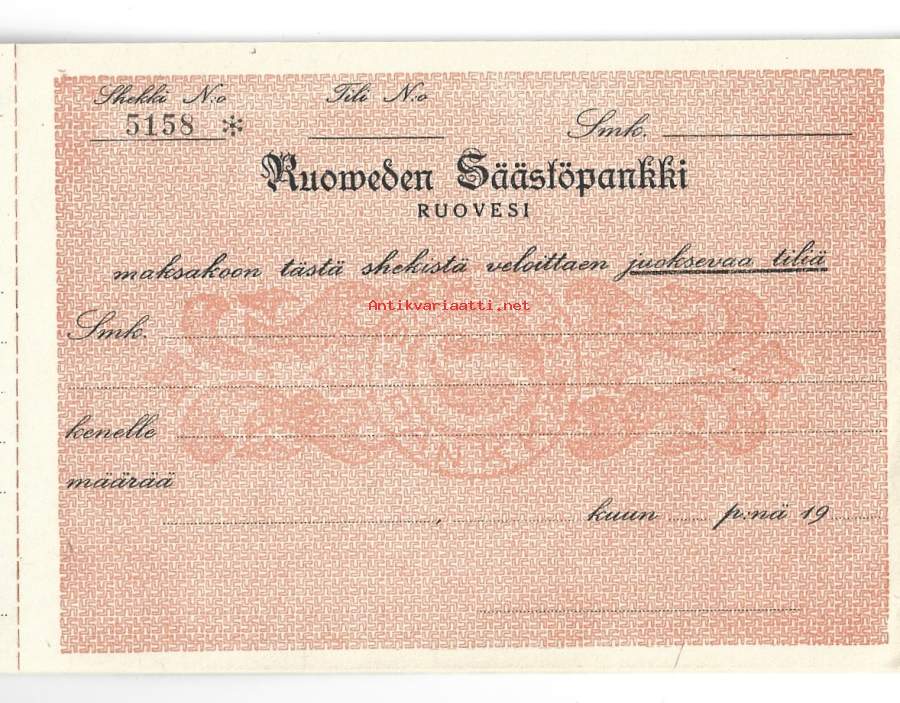 Shekki N:o Tili N:o
5158 *
Smk.
Ruoweden Säästöpankki
RUOVESI
maksakoon tästä shekistä veloittaen juoksevaa tiliä
Antikvariaatti.net
Smk.
kenelle
määrää
kuun p:nä 19